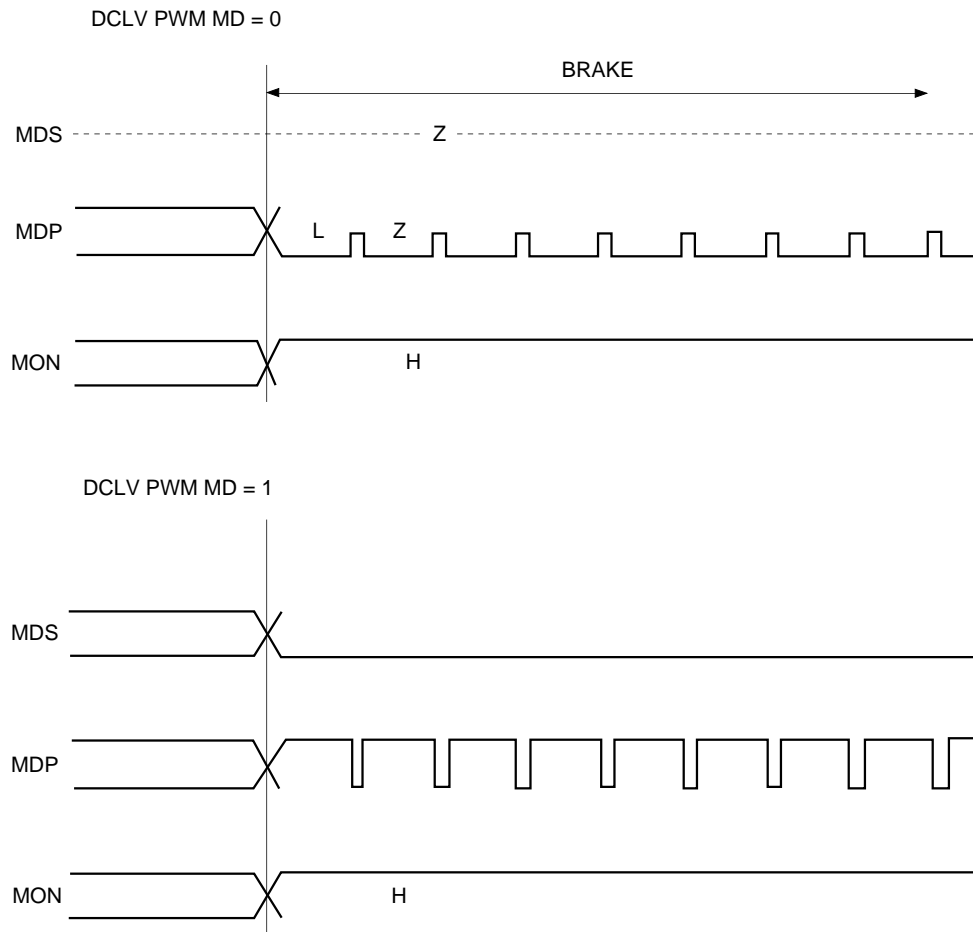 DCLV PWM MD = 0
BRAKE
MDS Z
MDP L Z
MON H
DCLV PWM MD = 1
MDS
MDP
MON H